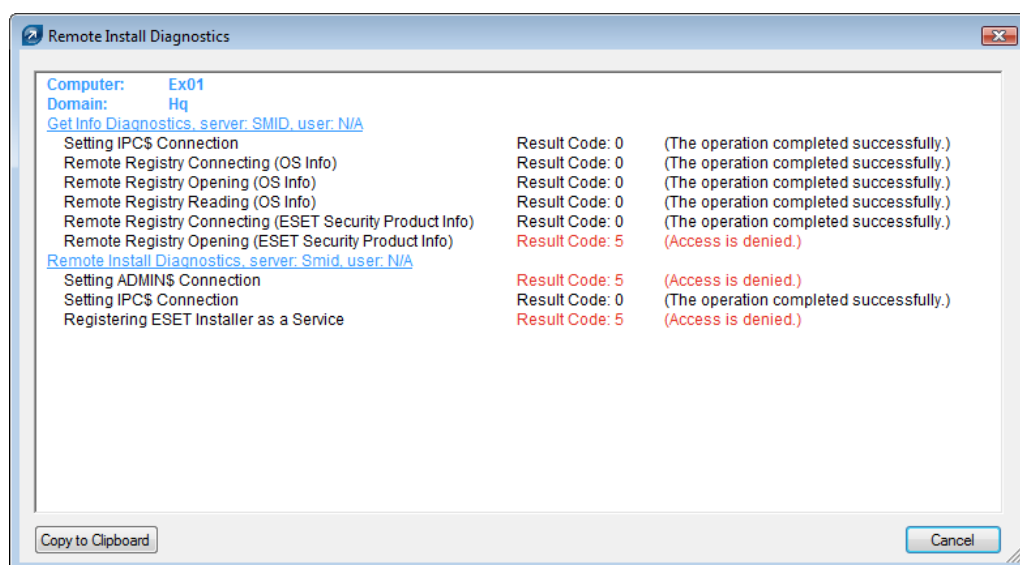 Remote Install Diagnostics
Computer: Ex01
Domain: Hq
Get Info Diagnostics, server: SMID, user: N/A
Setting IPC$ Connection Result Code: 0 (The operation completed successfully.)
Remote Registry Connecting (OS Info) Result Code: 0 (The operation completed successfully.)
Remote Registry Opening (OS Info) Result Code: 0 (The operation completed successfully.)
Remote Registry Reading (OS Info) Result Code: 0 (The operation completed successfully.)
Remote Registry Connecting (ESET Security Product Info) Result Code: 0 (The operation completed successfully.)
Remote Registry Opening (ESET Security Product Info) Result Code: 5 (Access is denied.)
Remote Install Diagnostics, server: Smid, user: N/A
Setting ADMIN$ Connection Result Code: 5 (Access is denied.)
Setting IPC$ Connection Result Code: 0 (The operation completed successfully.)
Registering ESET Installer as a Service Result Code: 5 (Access is denied.)
Copy to Clipboard Cancel